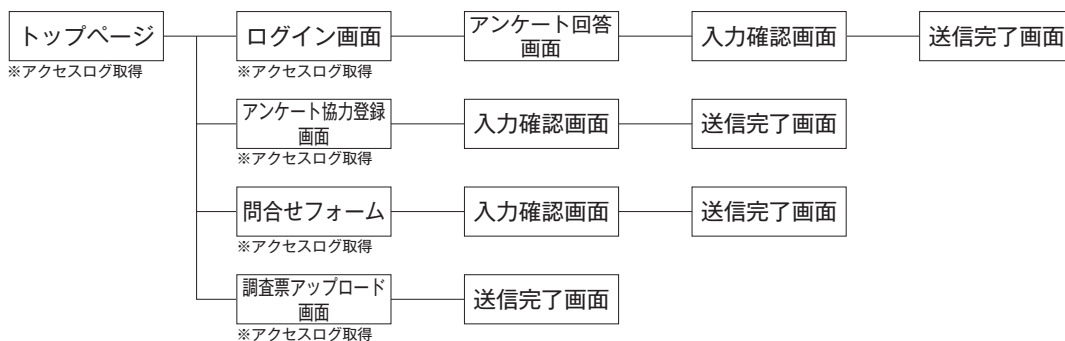 トップページ
※アクセスログ取得
ログイン画面
※アクセスログ取得
アンケート回答
画面
入力確認画面
送信完了画面
アンケート協力登録
画面
※アクセスログ取得
入力確認画面
送信完了画面
問合せフォーム
※アクセスログ取得
入力確認画面
送信完了画面
調査票アップロード
画面
※アクセスログ取得
送信完了画面